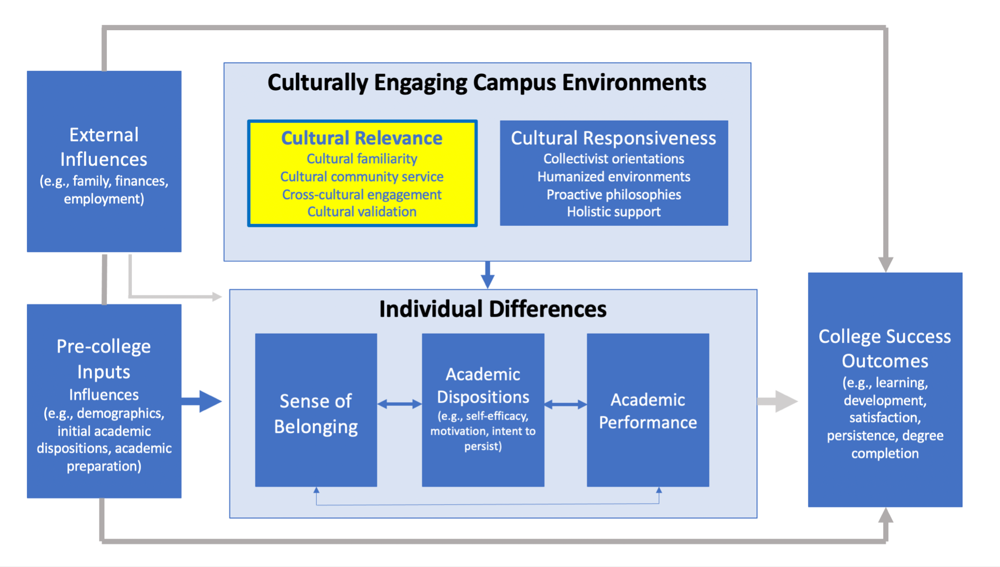 Culturally Engaging Campus Environments
External
Influences
(e.g., family, finances,
employment)
Cultural Relevance
Cultural familiarity
Cultural community service
Cross-cultural engagement
Cultural validation
Cultural Responsiveness
Collectivist orientations
Humanized environments
Proactive philosophies
Holistic support
Individual Differences
Pre-college
Inputs
Influences
(e.g., demographics,
initial academic
dispositions, academic
preparation)
Sense of
Belonging
Academic
Dispositions
(e.g., self-efficacy,
motivation, intent to
persist)
Academic
Performance
College Success
Outcomes
(e.g., learning,
development,
satisfaction,
persistence, degree
completion